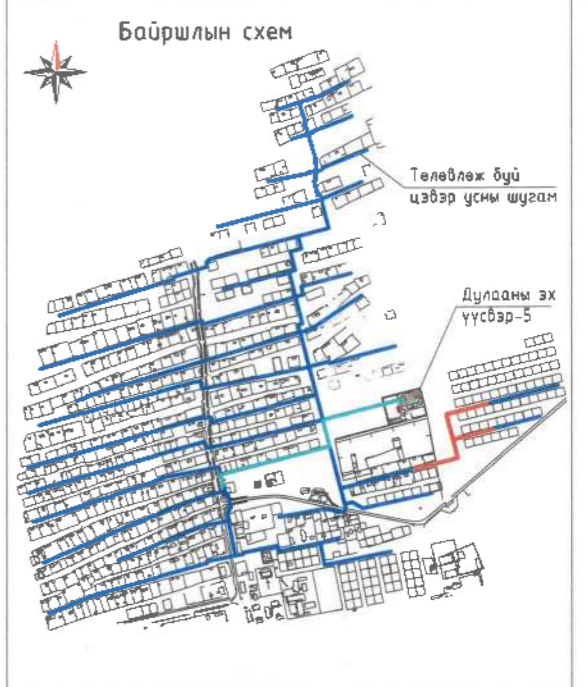 Байршлын схем
Төлөвлөж буй
цэвэр усны шугам
Дулааны эх
үүсвэр-5